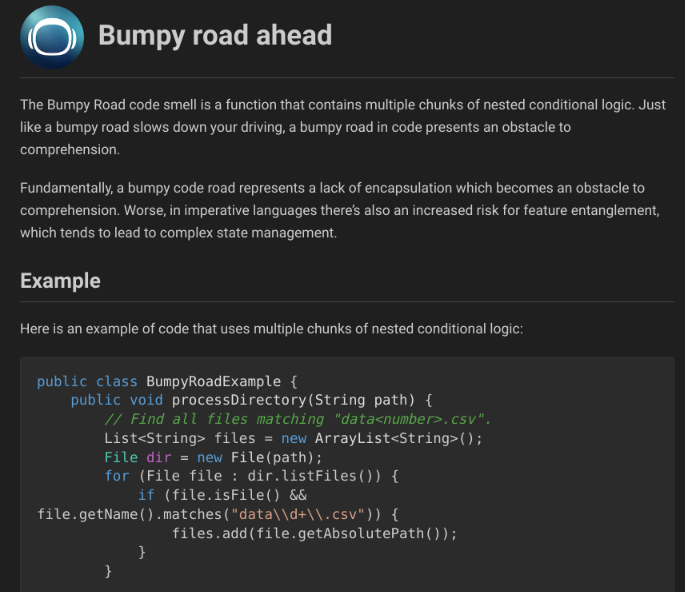 Bumpy road ahead
The Bumpy Road code smell is a function that contains multiple chunks of nested conditional logic. Just
like a bumpy road slows down your driving, a bumpy road in code presents an obstacle to
comprehension.
Fundamentally, a bumpy code road represents a lack of encapsulation which becomes an obstacle to
comprehension. Worse, in imperative languages there’s also an increased risk for feature entanglement,
which tends to lead to complex state management.
Example
Here is an example of code that uses multiple chunks of nested conditional logic:
public class BumpyRoadExample {
    public void processDirectory(String path) {
        // Find all files matching "data<number>.csv".
        List<String> files = new ArrayList<String>();
        File dir = new File(path);
        for (File file : dir.listFiles()) {
            if (file.isFile() &&
file.getName().matches("data\\d+\\.csv")) {
                files.add(file.getAbsolutePath());
            }
        }